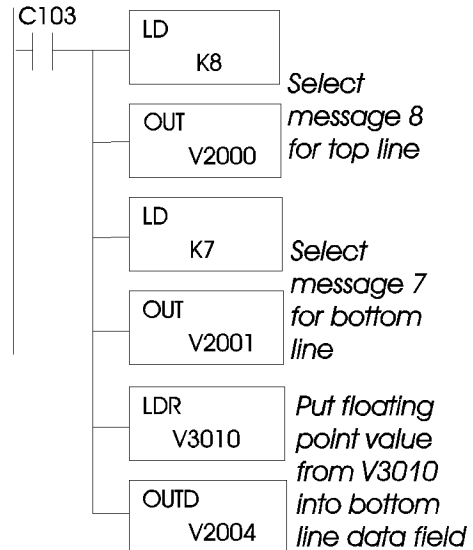 C103
LD
K8
Select
message 8
for top line
OUT
V2000
LD
K7
Select
message 7
for bottom
line
OUT
V2001
LDR
V3010
Put floating
point value
from V3010
into bottom
line data field
OUTD
V2004